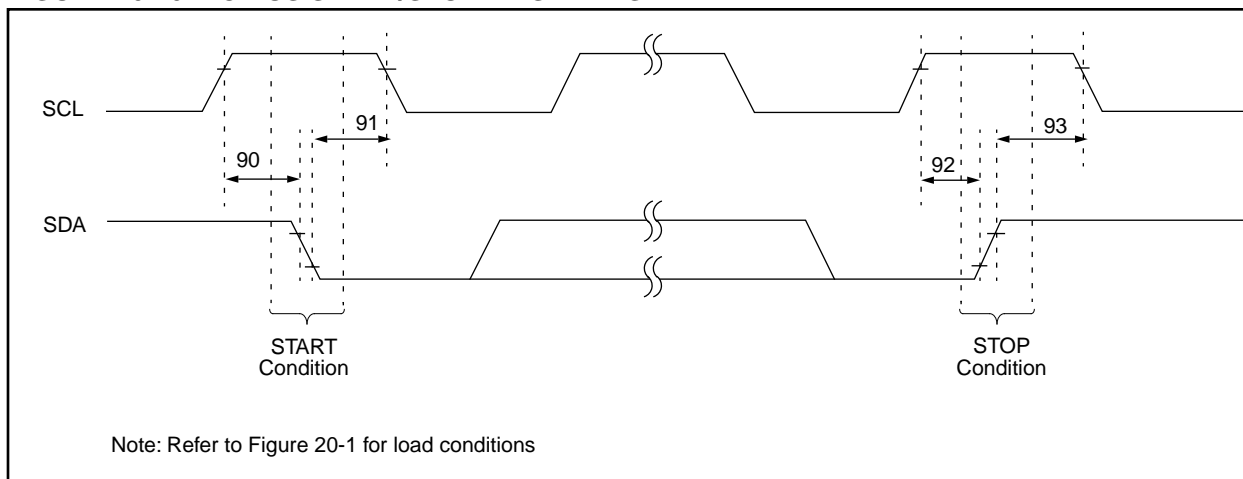 SCL
91
93
90
92
SDA
START
Condition
STOP
Condition
Note: Refer to Figure 20-1 for load conditions